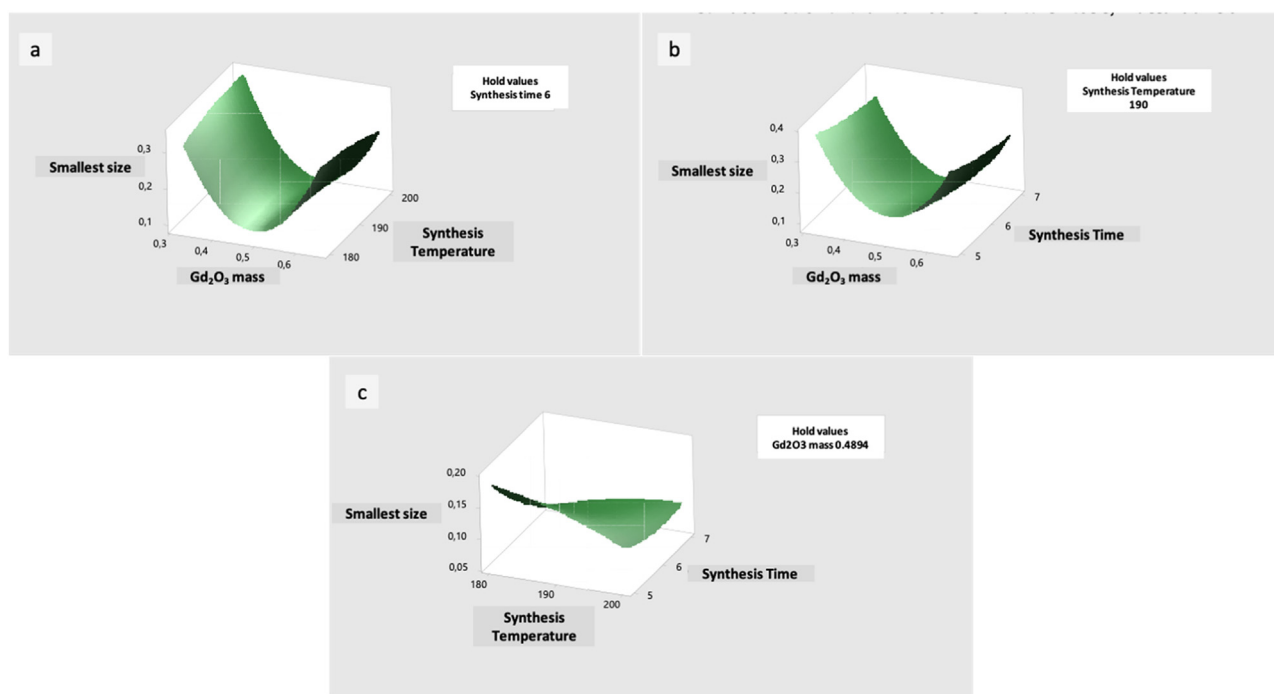 a
Hold values
Synthesis time 6
Smallest size
0,3
0,2
0,1
0,3
0,4
0,5
0,6
200
190
180
Synthesis
Temperature
Gd₂O₃ mass
b
Hold values
Synthesis Temperature
190
Smallest size
0,4
0,3
0,2
0,1
0,3
0,4
0,5
0,6
7
6
5
Synthesis Time
Gd₂O₃ mass
c
Hold values
Gd2O3 mass 0.4894
Smallest size
0,20
0,15
0,10
0,05
180
190
200
7
6
5
Synthesis Time
Synthesis
Temperature